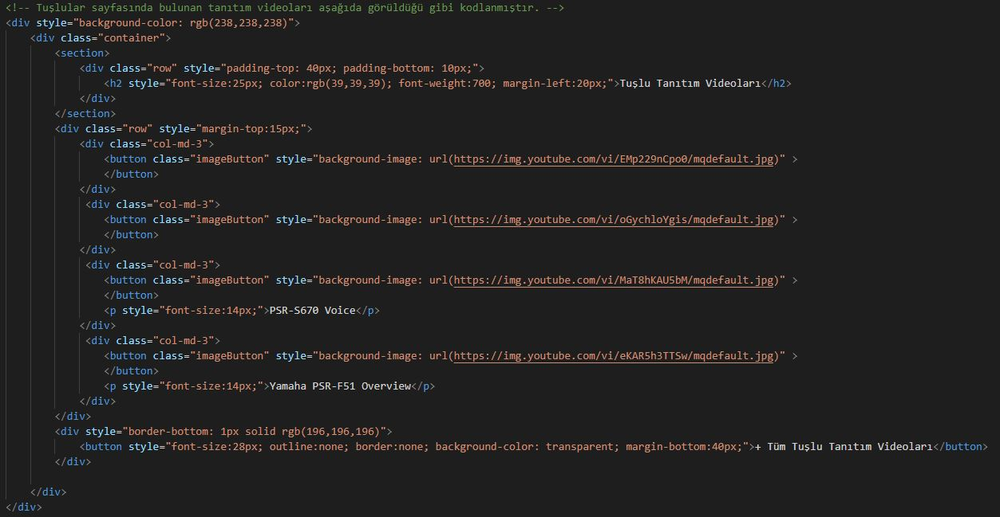 <!-- Tuşlular sayfasında bulunan tanıtım videoları aşağıda görüldüğü gibi kodlanmıştır. -->
<div style="background-color: rgb(238,238,238)">
    <div class="container">
        <section>
            <div class="row" style="padding-top: 40px; padding-bottom: 10px;">
                <h2 style="font-size:25px; color:rgb(39,39,39); font-weight:700; margin-left:20px;">Tuşlu Tanıtım Videoları</h2>
            </div>
        </section>
        <div class="row" style="margin-top:15px;">
            <div class="col-md-3">
                <button class="imageButton" style="background-image: url(https://img.youtube.com/vi/EMp229nCpo0/mqdefault.jpg)" >
                </button>
            </div>
             <div class="col-md-3">
                <button class="imageButton" style="background-image: url(https://img.youtube.com/vi/oGychloYgis/mqdefault.jpg)" >
                </button>
            </div>
             <div class="col-md-3">
                <button class="imageButton" style="background-image: url(https://img.youtube.com/vi/MaT8hKAU5bM/mqdefault.jpg)" >
                </button>
                <p style="font-size:14px;">PSR-S670 Voice</p>
            </div>
             <div class="col-md-3">
                <button class="imageButton" style="background-image: url(https://img.youtube.com/vi/eKAR5h3TTSw/mqdefault.jpg)" >
                </button>
                <p style="font-size:14px;">Yamaha PSR-F51 Overview</p>
            </div>
        </div>
        <div style="border-bottom: 1px solid rgb(196,196,196)">
            <button style="font-size:28px; outline:none; border:none; background-color: transparent; margin-bottom:40px;">+ Tüm Tuşlu Tanıtım Videoları</button>
        </div>
    </div>
</div>